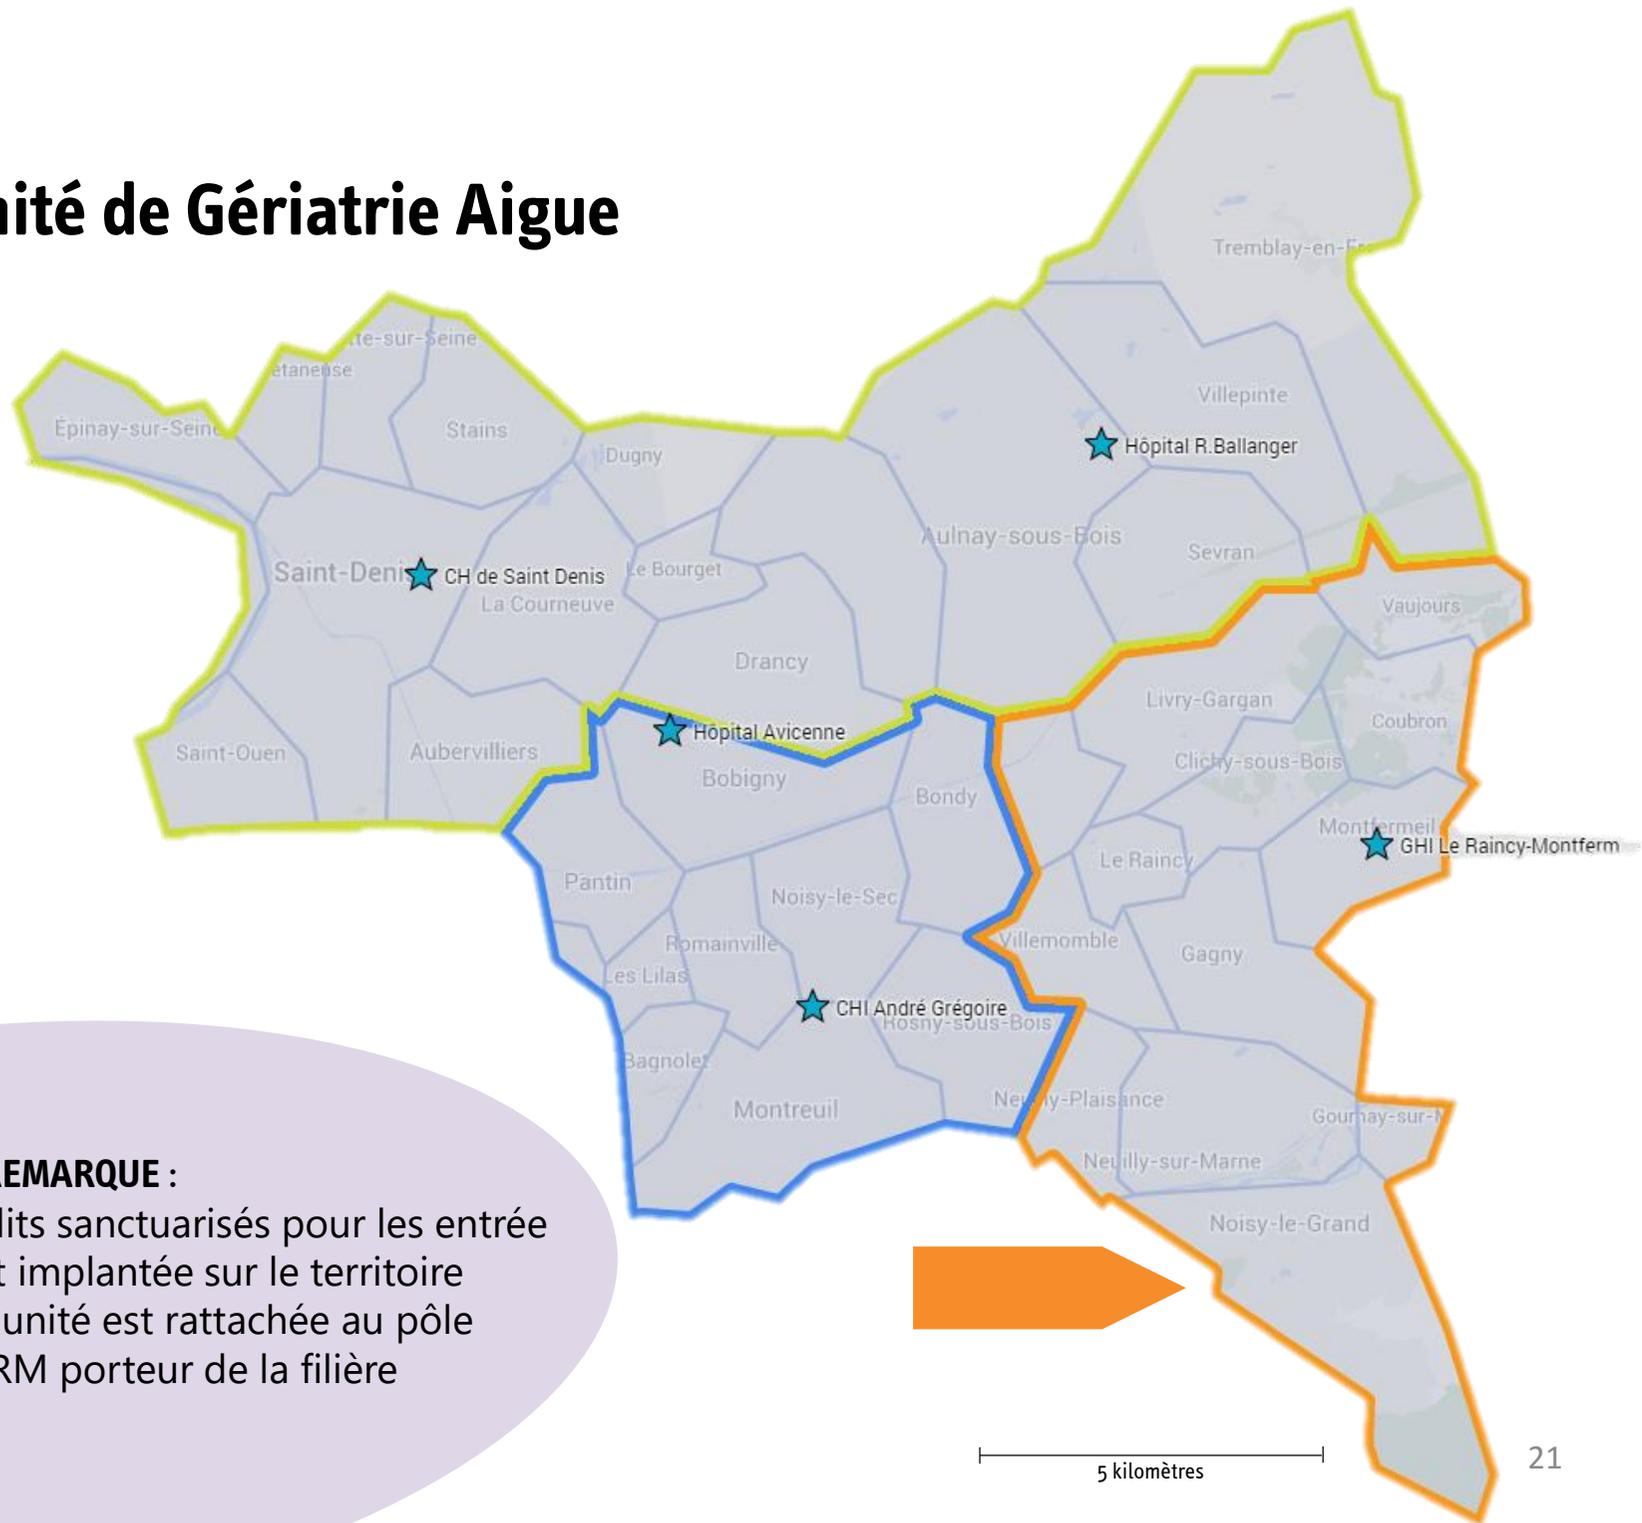 nité de Gériatrie Aigue
Tremblay-en-Fr
tte-sur-Seine
étaneuse
Villepinte
Épinay-sur-Seine
Stains
Hôpital R.Ballanger
Dugny
Aulnay-sous-Bois
Sevran
Saint-Denis
CH de Saint Denis
Le Bourget
La Courneuve
Vaujours
Drancy
Livry-Gargan
Coubron
Hôpital Avicenne
Saint-Ouen
Aubervilliers
Clichy-sous-Bois
Bobigny
Bondy
Montfermeil
GHI Le Raincy-Montferm
Le Raincy
Pantin
Noisy-le-Sec
Romainville
Villemomble
Gagny
Les Lilas
CHI André Grégoire
Rosny-sous-Bois
Bagnolet
Neuilly-Plaisance
Montreuil
Gournay-sur-M
Neuilly-sur-Marne
EMARQUE :
lits sanctuarisés pour les entrée
t implantée sur le territoire
unité est rattachée au pôle
RM porteur de la filière
Noisy-le-Grand
5 kilomètres
21